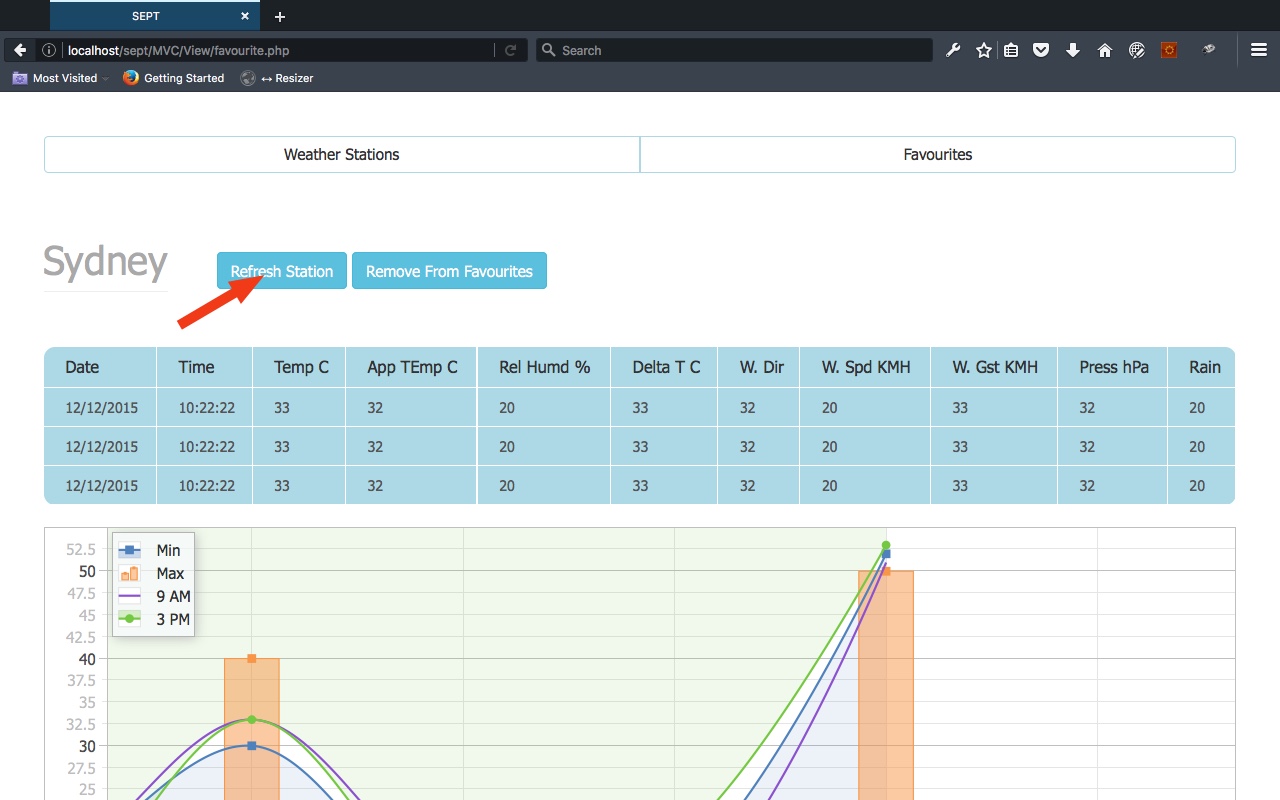 SEPT
localhost/sept/MVC/View/favourite.php
Search
Most Visited Getting Started ↔ Resizer
Weather Stations Favourites
Sydney Refresh Station Remove From Favourites
Date Time Temp C App TEmp C Rel Humd % Delta T C W. Dir W. Spd KMH W. Gst KMH Press hPa Rain
12/12/2015 10:22:22 33 32 20 33 32 20 33 32 20
12/12/2015 10:22:22 33 32 20 33 32 20 33 32 20
12/12/2015 10:22:22 33 32 20 33 32 20 33 32 20
52.5
50
47.5
45
42.5
40
37.5
35
32.5
30
27.5
25
Min
Max
9 AM
3 PM